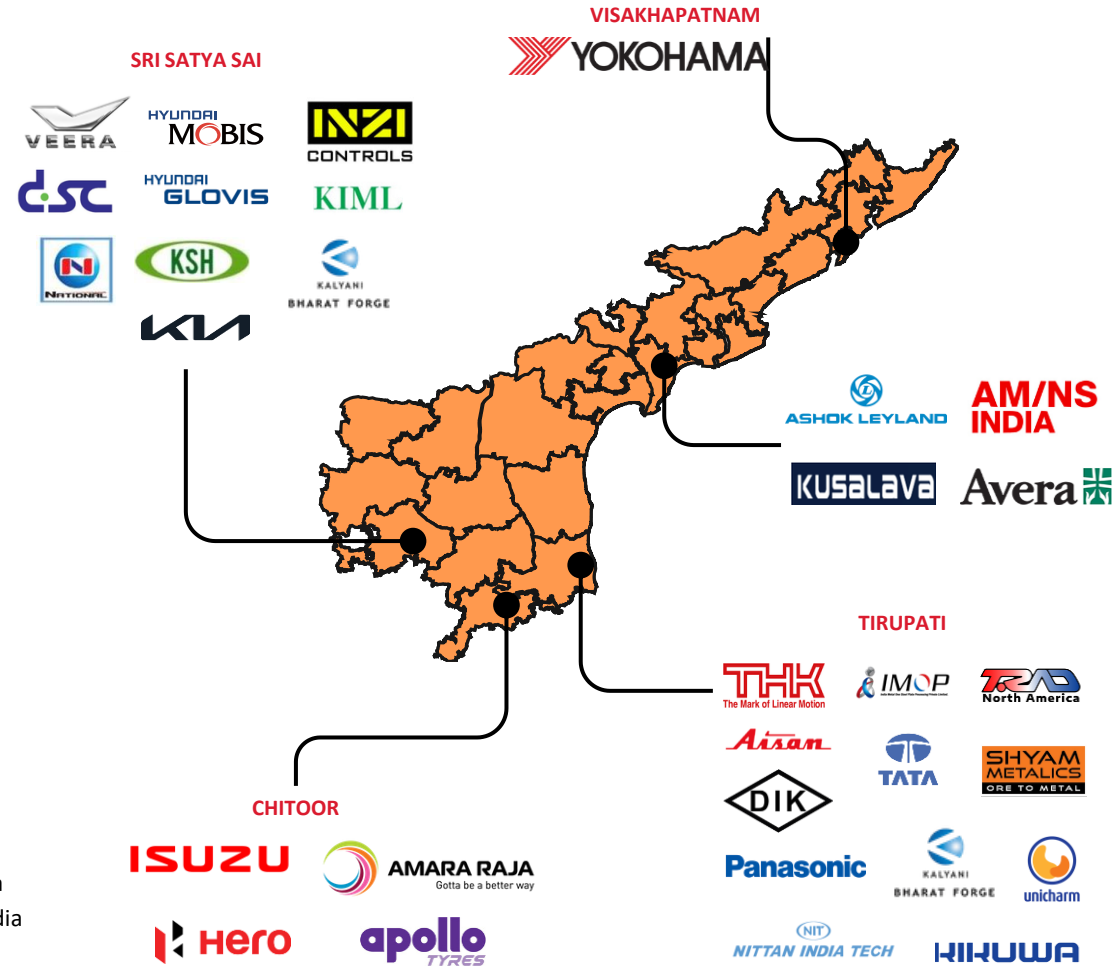 VISAKHAPATNAM
YOKOHAMA
SRI SATYA SAI
VEERA
HYUNDAI
MOBIS
INZI
CONTROLS
dsc
HYUNDAI
GLOVIS
KIML
N
NATIONAL
KSH
KALYANI
BHARAT FORGE
KIA
ASHOK LEYLAND
AM/NS
INDIA
KUSALAVA
Avera
TIRUPATI
THK
The Mark of Linear Motion
IMOP
T.RAD
North America
Aisan
TATA
SHYAM
METALICS
ORE TO METAL
DIK
Panasonic
KALYANI
BHARAT FORGE
unicharm
NIT
NITTAN INDIA TECH
KIKUWA
CHITOOR
ISUZU
AMARA RAJA
Gotta be a better way
Hero
apollo
TYRES
dia